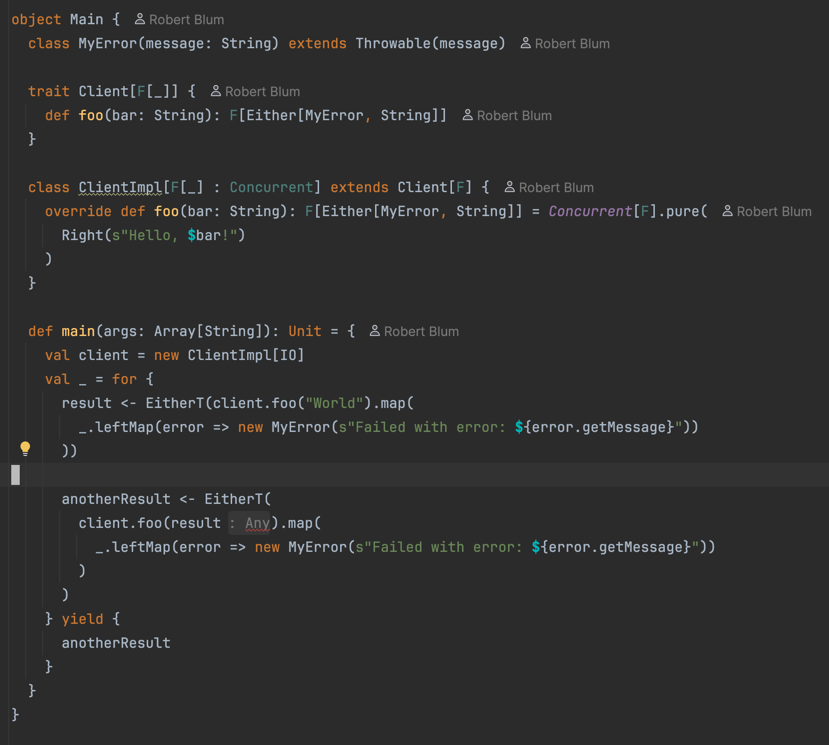 object Main { Robert Blum
class MyError(message: String) extends Throwable(message) Robert Blum
trait Client[F[_]] { Robert Blum
def foo(bar: String): F[Either[MyError, String]] Robert Blum
}
class ClientImpl[F[_] : Concurrent] extends Client[F] { Robert Blum
override def foo(bar: String): F[Either[MyError, String]] = Concurrent[F].pure( Robert Blum
Right(s"Hello, $bar!")
)
}
def main(args: Array[String]): Unit = { Robert Blum
val client = new ClientImpl[IO]
val _ = for {
result <- EitherT(client.foo("World").map(
_.leftMap(error => new MyError(s"Failed with error: ${error.getMessage}"))
))
anotherResult <- EitherT(
client.foo(result : Any).map(
_.leftMap(error => new MyError(s"Failed with error: ${error.getMessage}"))
)
)
} yield {
anotherResult
}
}
}